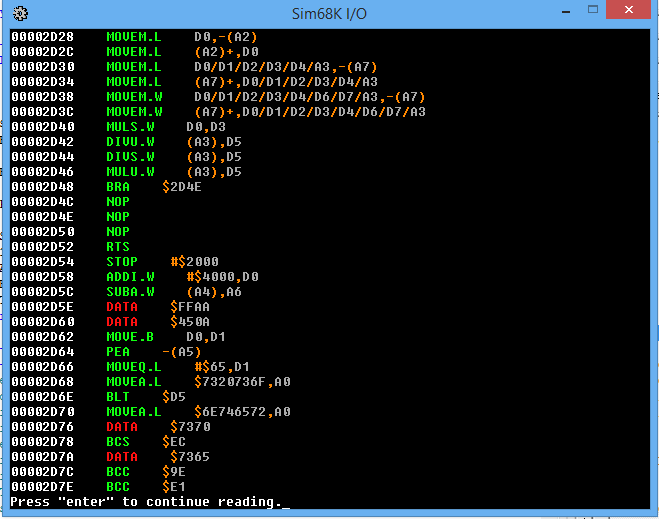 Sim68K I/O
00002D28 MOVEM.L D0,-(A2)
00002D2C MOVEM.L (A2)+,D0
00002D30 MOVEM.L D0/D1/D2/D3/D4/A3,-(A7)
00002D34 MOVEM.L (A7)+,D0/D1/D2/D3/D4/A3
00002D38 MOVEM.W D0/D1/D2/D3/D4/D6/D7/A3,-(A7)
00002D3C MOVEM.W (A7)+,D0/D1/D2/D3/D4/D6/D7/A3
00002D40 MULS.W D0,D3
00002D42 DIVU.W (A3),D5
00002D44 DIVS.W (A3),D5
00002D46 MULU.W (A3),D5
00002D48 BRA $2D4E
00002D4C NOP
00002D4E NOP
00002D50 NOP
00002D52 RTS
00002D54 STOP #$2000
00002D58 ADDI.W #$4000,D0
00002D5C SUBA.W (A4),A6
00002D5E DATA $FFAA
00002D60 DATA $450A
00002D62 MOVE.B D0,D1
00002D64 PEA -(A5)
00002D66 MOVEQ.L #$65,D1
00002D68 MOVEA.L $7320736F,A0
00002D6E BLT $D5
00002D70 MOVEA.L $6E746572,A0
00002D76 DATA $7370
00002D78 BCS $EC
00002D7A DATA $7365
00002D7C BCC $9E
00002D7E BCC $E1
Press "enter" to continue reading._